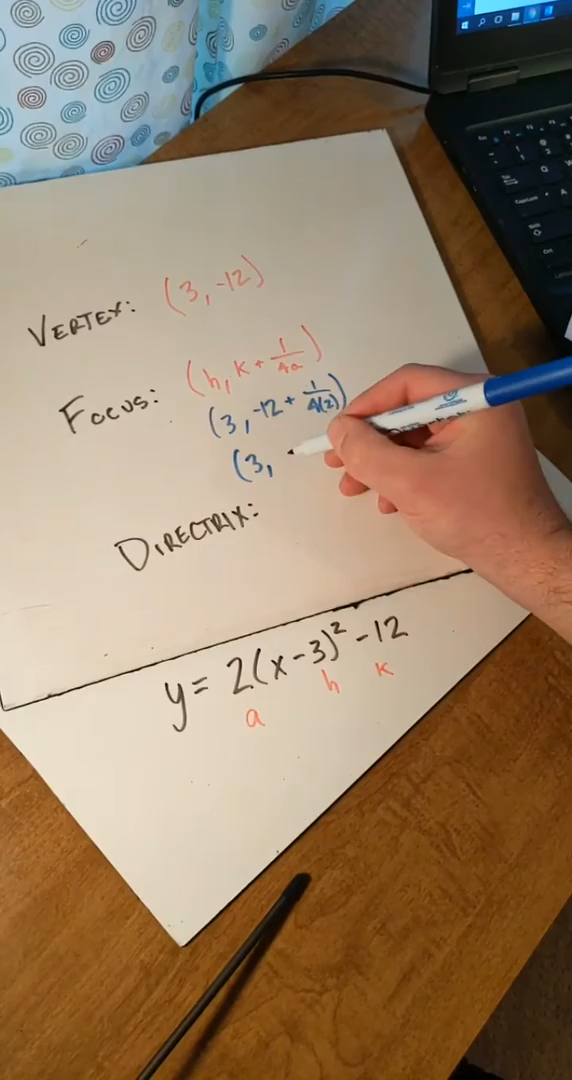 VERTEX: (3, -12)
FOCUS: (h, k + 1/4a)
(3, -12 + 1/4(2))
(3,
DIRECTRIX:
y = 2(x-3)² -12
a h k